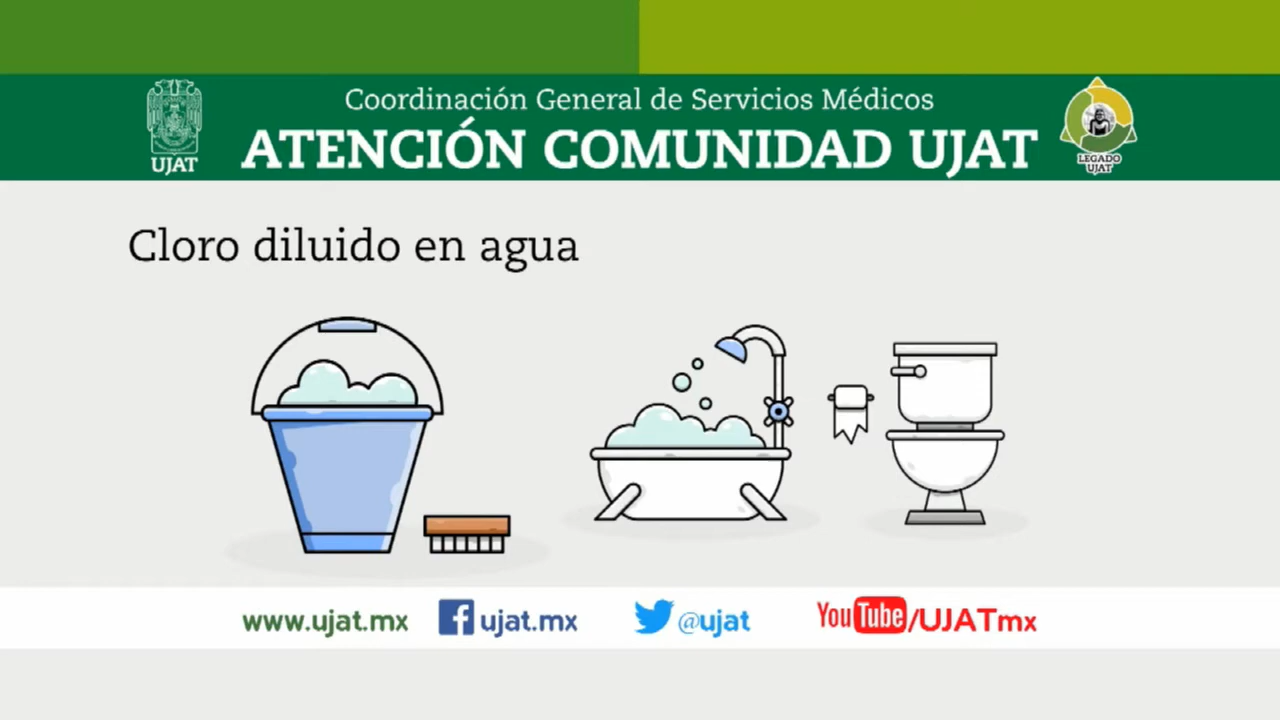 Coordinación General de Servicios Médicos
ATENCIÓN COMUNIDAD UJAT
UJAT
LEGADO
UJAT
Cloro diluido en agua
www.ujat.mx
ujat.mx
@ujat
YouTube/UJATmx